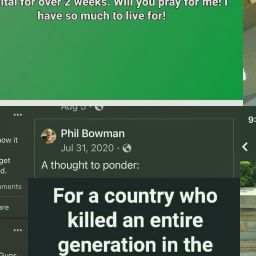 ital for over 2 weeks. Will you pray for me! I
have so much to live for!
Aug 5 ·
Phil Bowman
Jul 31, 2020 ·
A thought to ponder:
For a country who
killed an entire
generation in the
ow it
get
d.
ments
are
9: